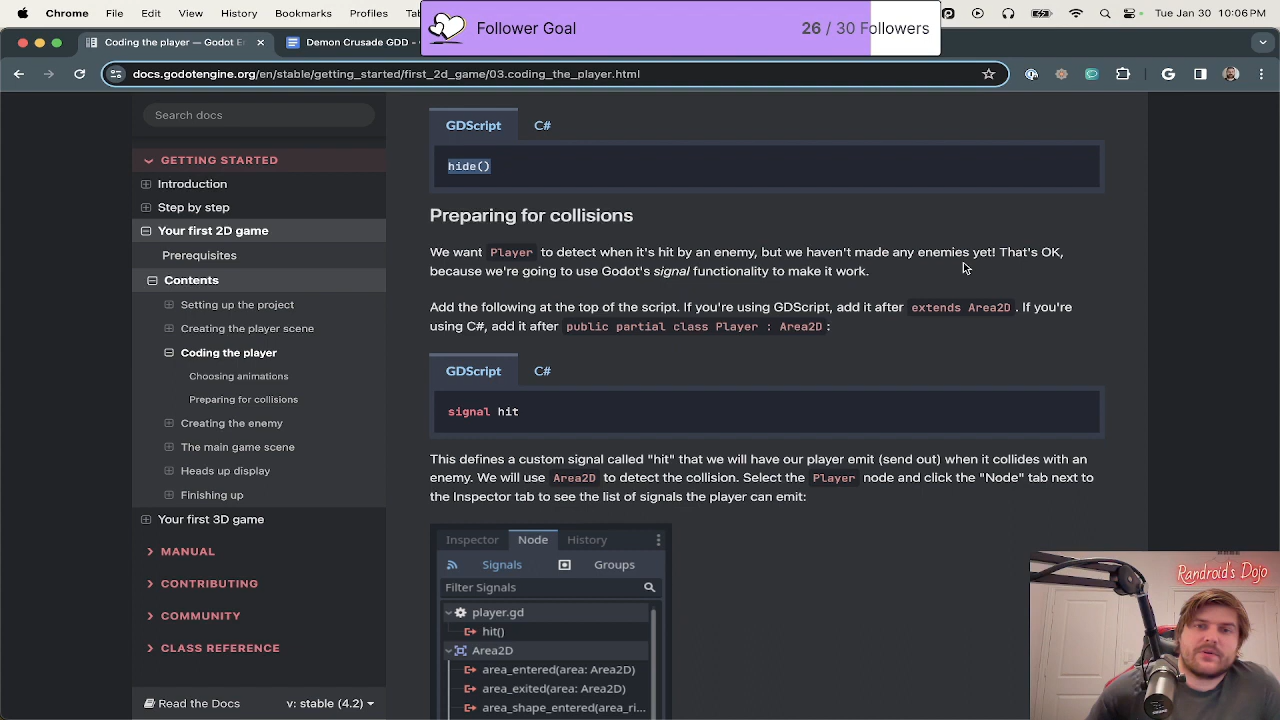 Tue Jan 30 10:06 PM
Follower Goal
26 / 30 Followers
Coding the player — Godot E
Demon Crusade GDD -
docs.godotengine.org/en/stable/getting_started/first_2d_game/03.coding_the_player.html
Search docs
GETTING STARTED
Introduction
Step by step
Your first 2D game
Prerequisites
Contents
Setting up the project
Creating the player scene
Coding the player
Choosing animations
Preparing for collisions
Creating the enemy
The main game scene
Heads up display
Finishing up
Your first 3D game
MANUAL
CONTRIBUTING
COMMUNITY
CLASS REFERENCE
Read the Docs
v: stable (4.2)
GDScript C#
hide()
Preparing for collisions
We want Player to detect when it's hit by an enemy, but we haven't made any enemies yet! That's OK,
because we're going to use Godot's signal functionality to make it work.
Add the following at the top of the script. If you're using GDScript, add it after extends Area2D. If you're
using C#, add it after public partial class Player : Area2D:
GDScript C#
signal hit
This defines a custom signal called "hit" that we will have our player emit (send out) when it collides with an
enemy. We will use Area2D to detect the collision. Select the Player node and click the "Node" tab next to
the Inspector tab to see the list of signals the player can emit:
Inspector Node History
Signals Groups
Filter Signals
player.gd
hit()
Area2D
area_entered(area: Area2D)
area_exited(area: Area2D)
area_shape_entered(area_ri...
Randroid's Dojo